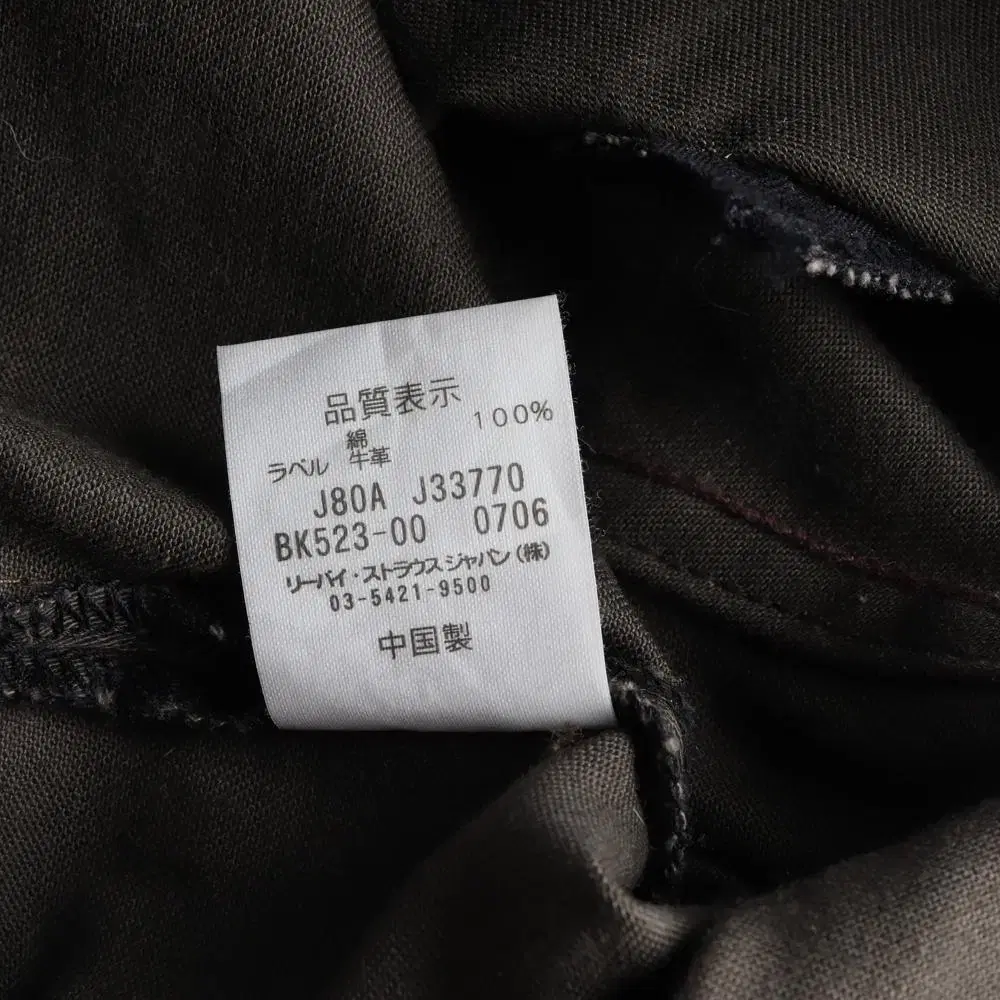 品質表示
綿 100%
ラベル 牛革
J80A J33770
BK523-00 0706
リーバイ・ストラウス ジャパン(株)
03-5421-9500
中国製